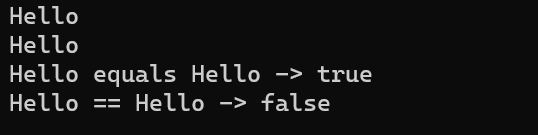 Hello
Hello
Hello equals Hello -> true
Hello == Hello -> false